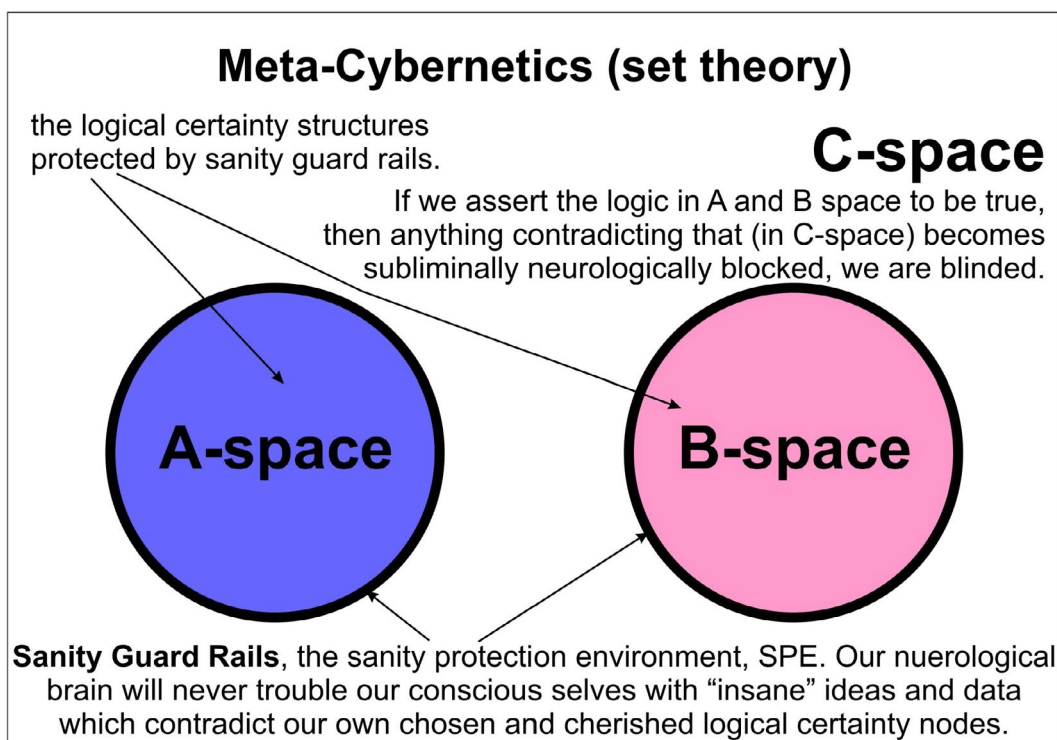 Meta-Cybernetics (set theory)
the logical certainty structures
protected by sanity guard rails.
C-space
If we assert the logic in A and B space to be true,
then anything contradicting that (in C-space) becomes
subliminally neurologically blocked, we are blinded.
A-space
B-space
Sanity Guard Rails, the sanity protection environment, SPE. Our nuerological
brain will never trouble our conscious selves with “insane” ideas and data
which contradict our own chosen and cherished logical certainty nodes.